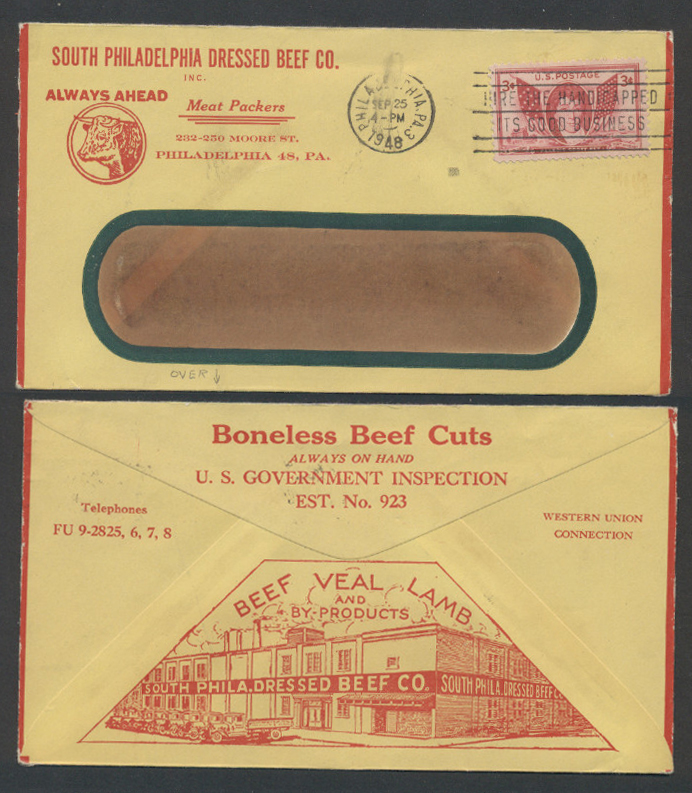 SOUTH PHILADELPHIA DRESSED BEEF CO.
INC.
ALWAYS AHEAD
Meat Packers
232-250 MOORE ST.
PHILADELPHIA 48, PA.
PHILADELPHIA, PA. 3
SEP 25
4-PM
1948
U.S. POSTAGE
3¢ 3¢
HIRE THE HANDICAPPED
ITS GOOD BUSINESS
OVER ↓
Boneless Beef Cuts
ALWAYS ON HAND
U. S. GOVERNMENT INSPECTION
EST. No. 923
Telephones
FU 9-2825, 6, 7, 8
WESTERN UNION
CONNECTION
BEEF VEAL LAMB
AND
BY-PRODUCTS
SOUTH PHILA. DRESSED BEEF CO.
SOUTH PHILA. DRESSED BEEF CO.